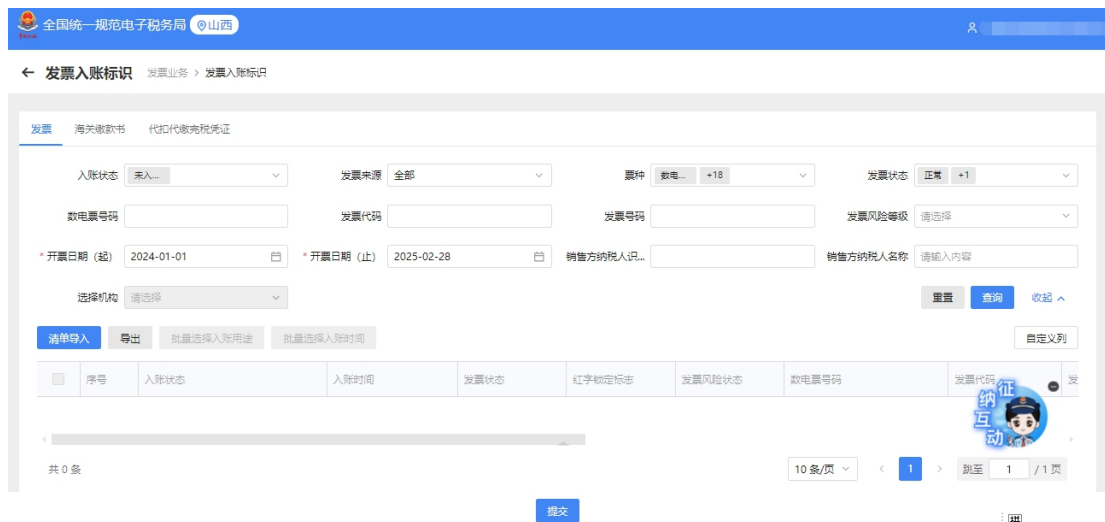 全国统一规范电子税务局 山西
发票入账标识 发票业务 > 发票入账标识
发票 海关缴款书 代扣代缴完税凭证
入账状态 未入... 发票来源 全部 票种 数电... +18 发票状态 正常 +1
数电票号码 发票代码 发票号码 发票风险等级 请选择
* 开票日期（起） 2024-01-01 * 开票日期（止） 2025-02-28 销售方纳税人识... 销售方纳税人名称 请输入内容
选择机构 请选择 重置 查询 收起
清单导入 导出 批量选择入账用途 批量选择入账时间 自定义列
序号 入账状态 入账时间 发票状态 红字锁定标志 发票风险状态 数电票号码 发票代码 发
征纳互动
共 0 条 10 条/页 < 1 > 跳至 1 / 1 页
提交